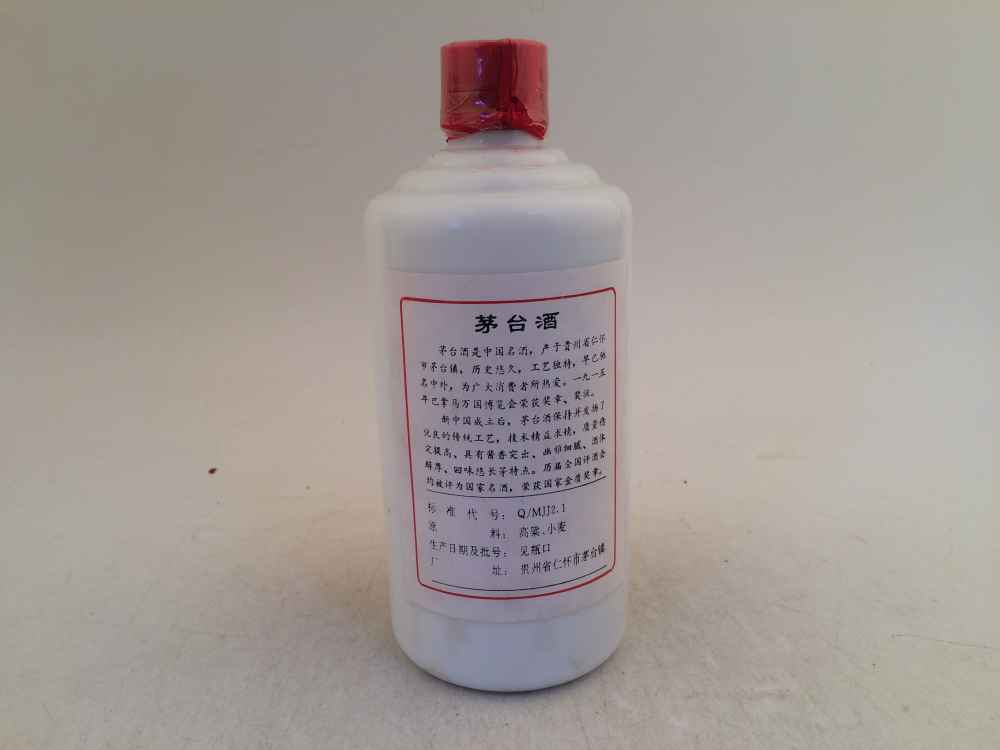 茅台酒
茅台酒是中国名酒，产于贵州省仁怀
市茅台镇，历史悠久，工艺独特，早已驰
名中外，为广大消费者所热爱。一九一五
年巴拿马万国博览会荣获奖章、奖状。
新中国成立后，茅台酒保持并发扬了
优良的传统工艺，技术精益求精，质量稳
定提高、具有酱香突出、幽雅细腻、酒体
醇厚、回味悠长等特点。历届全国评酒会
均被评为国家名酒，荣获国家金质奖章。
标准代号：Q/MJJ2.1
原料：高粱、小麦
生产日期及批号：见瓶口
厂址：贵州省仁怀市茅台镇